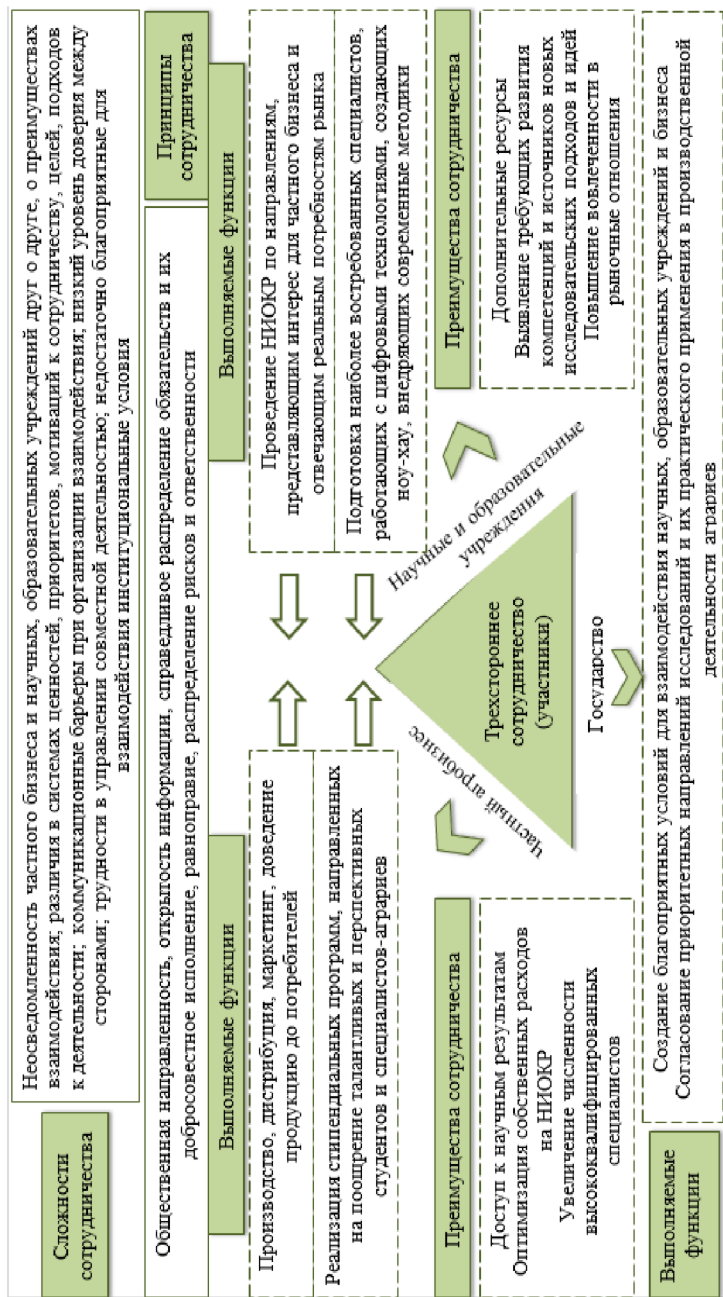 Сложности
сотрудничества
Неосведомленность частного бизнеса и научных, образовательных учреждений друг о друге, о преимуществах
взаимодействия; различия в системах ценностей, приоритетов, мотиваций к сотрудничеству, целей, подходов
к деятельности; коммуникационные барьеры при организации взаимодействия; низкий уровень доверия между
сторонами; трудности в управлении совместной деятельностью; недостаточно благоприятные для
взаимодействия институциональные условия
Общественная направленность, открытость информации, справедливое распределение обязательств и их
добросовестное исполнение, равноправие, распределение рисков и ответственности
Принципы
сотрудничества
Выполняемые функции
Производство, дистрибуция, маркетинг, доведение
продукцию до потребителей
Реализация стипендиальных программ, направленных
на поощрение талантливых и перспективных
студентов и специалистов-аграриев
Выполняемые функции
Проведение НИОКР по направлениям,
представляющим интерес для частного бизнеса и
отвечающим реальным потребностям рынка
Подготовка наиболее востребованных специалистов,
работающих с цифровыми технологиями, создающих
ноу-хау, внедряющих современные методики
Преимущества сотрудничества
Доступ к научным результатам
Оптимизация собственных расходов
на НИОКР
Увеличение численности
высококвалифицированных
специалистов
Частный агробизнес
Трехстороннее
сотрудничество
(участники)
Научные и образовательные
учреждения
Государство
Преимущества сотрудничества
Дополнительные ресурсы
Выявление требующих развития
компетенций и источников новых
исследовательских подходов и идей
Повышение вовлеченности в
рыночные отношения
Выполняемые
функции
Создание благоприятных условий для взаимодействия научных, образовательных учреждений и бизнеса
Согласование приоритетных направлений исследований и их практического применения в производственной
деятельности аграриев